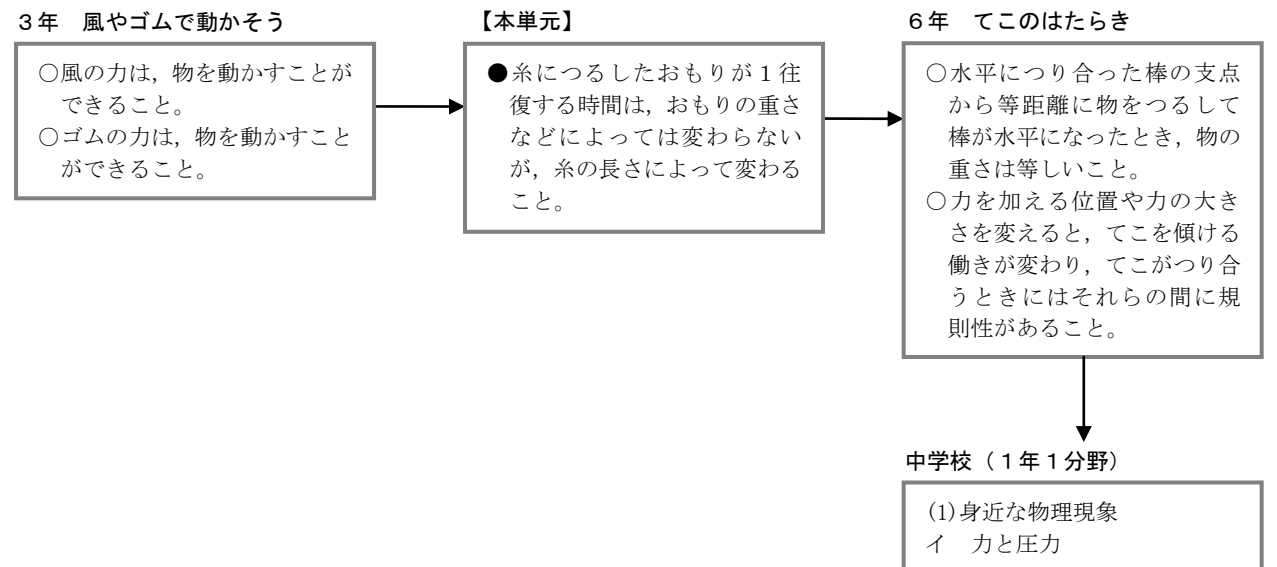 3年 風やゴムで動かそう
○風の力は，物を動かすことが
できること。
○ゴムの力は，物を動かすこと
ができること。
【本単元】
●糸につるしたおもりが1往
復する時間は，おもりの重さ
などによっては変わらない
が，糸の長さによって変わる
こと。
6年 てこのはたらき
○水平につり合った棒の支点
から等距離に物をつるして
棒が水平になったとき，物の
重さは等しいこと。
○力を加える位置や力の大き
さを変えると，てこを傾ける
働きが変わり，てこがつり合
うときにはそれらの間に規
則性があること。
中学校（1年1分野）
(1)身近な物理現象
イ 力と圧力